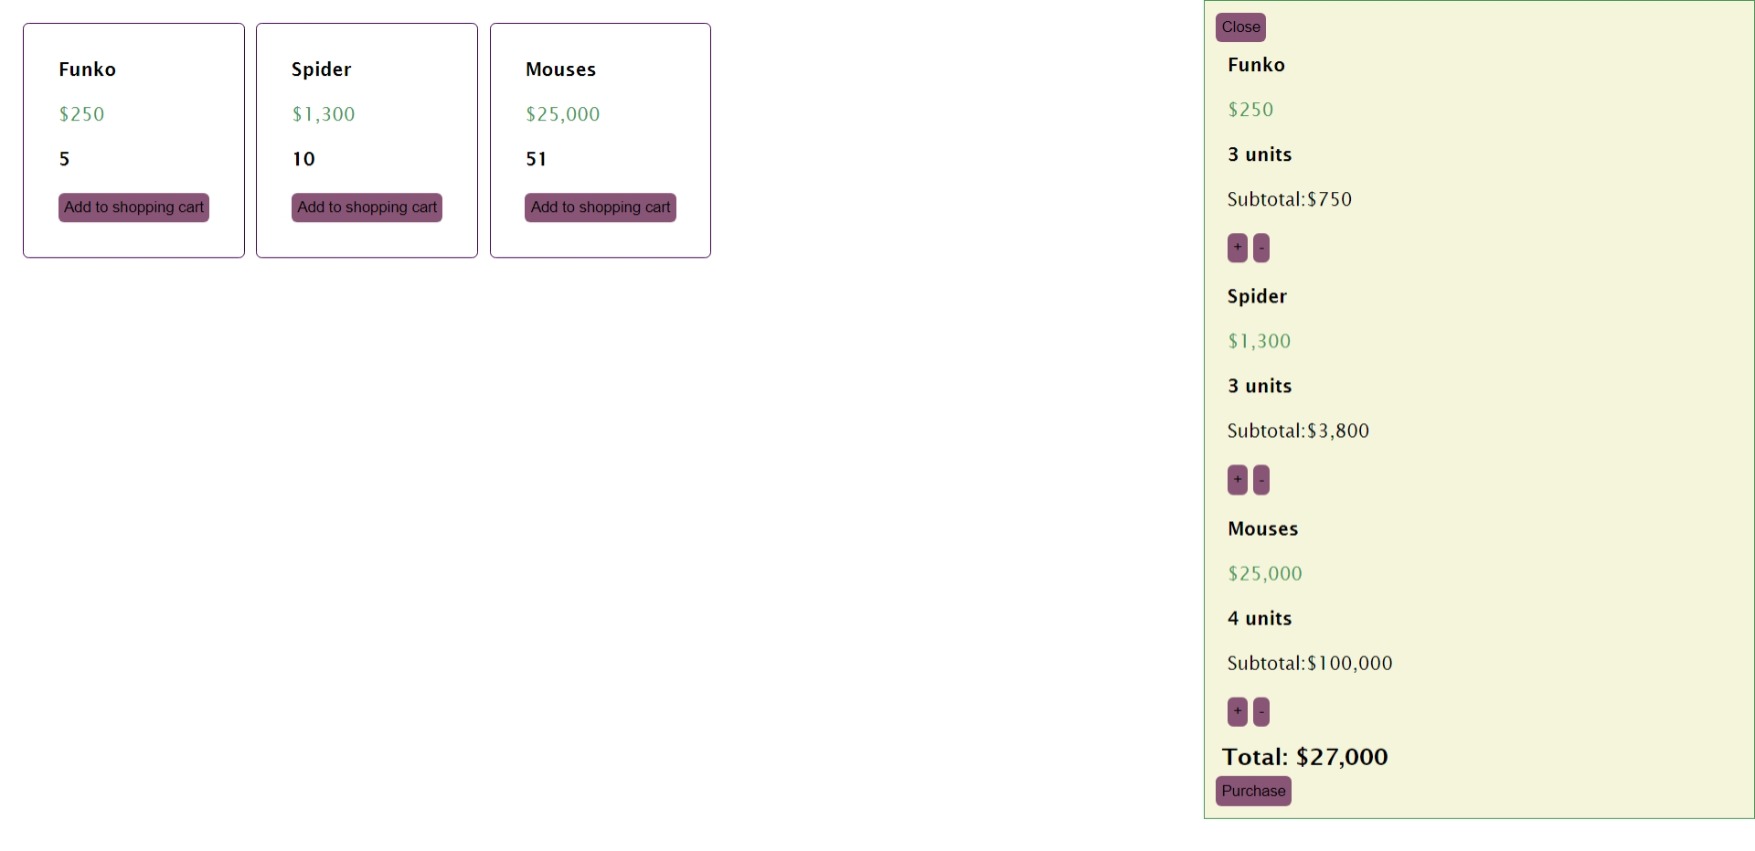 Funko
$250
5
Add to shopping cart
Spider
$1,300
10
Add to shopping cart
Mouses
$25,000
51
Add to shopping cart
Close
Funko
$250
3 units
Subtotal:$750
+ -
Spider
$1,300
3 units
Subtotal:$3,800
+ -
Mouses
$25,000
4 units
Subtotal:$100,000
+ -
Total: $27,000
Purchase